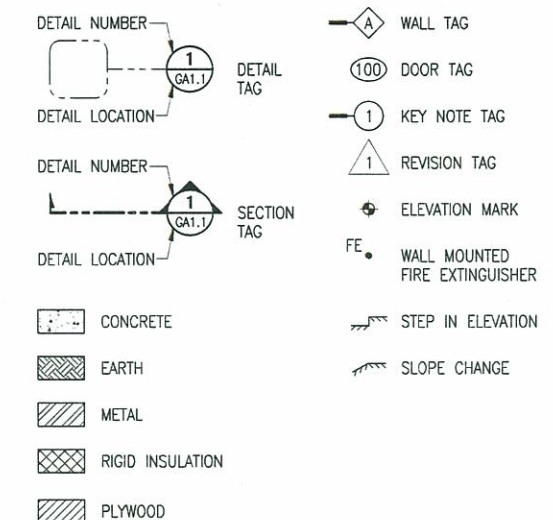 DETAIL NUMBER
1
GA1.1
DETAIL
TAG
DETAIL LOCATION
DETAIL NUMBER
1
GA1.1
SECTION
TAG
DETAIL LOCATION
CONCRETE
EARTH
METAL
RIGID INSULATION
PLYWOOD
A WALL TAG
100 DOOR TAG
1 KEY NOTE TAG
1 REVISION TAG
ELEVATION MARK
FE WALL MOUNTED
FIRE EXTINGUISHER
STEP IN ELEVATION
SLOPE CHANGE